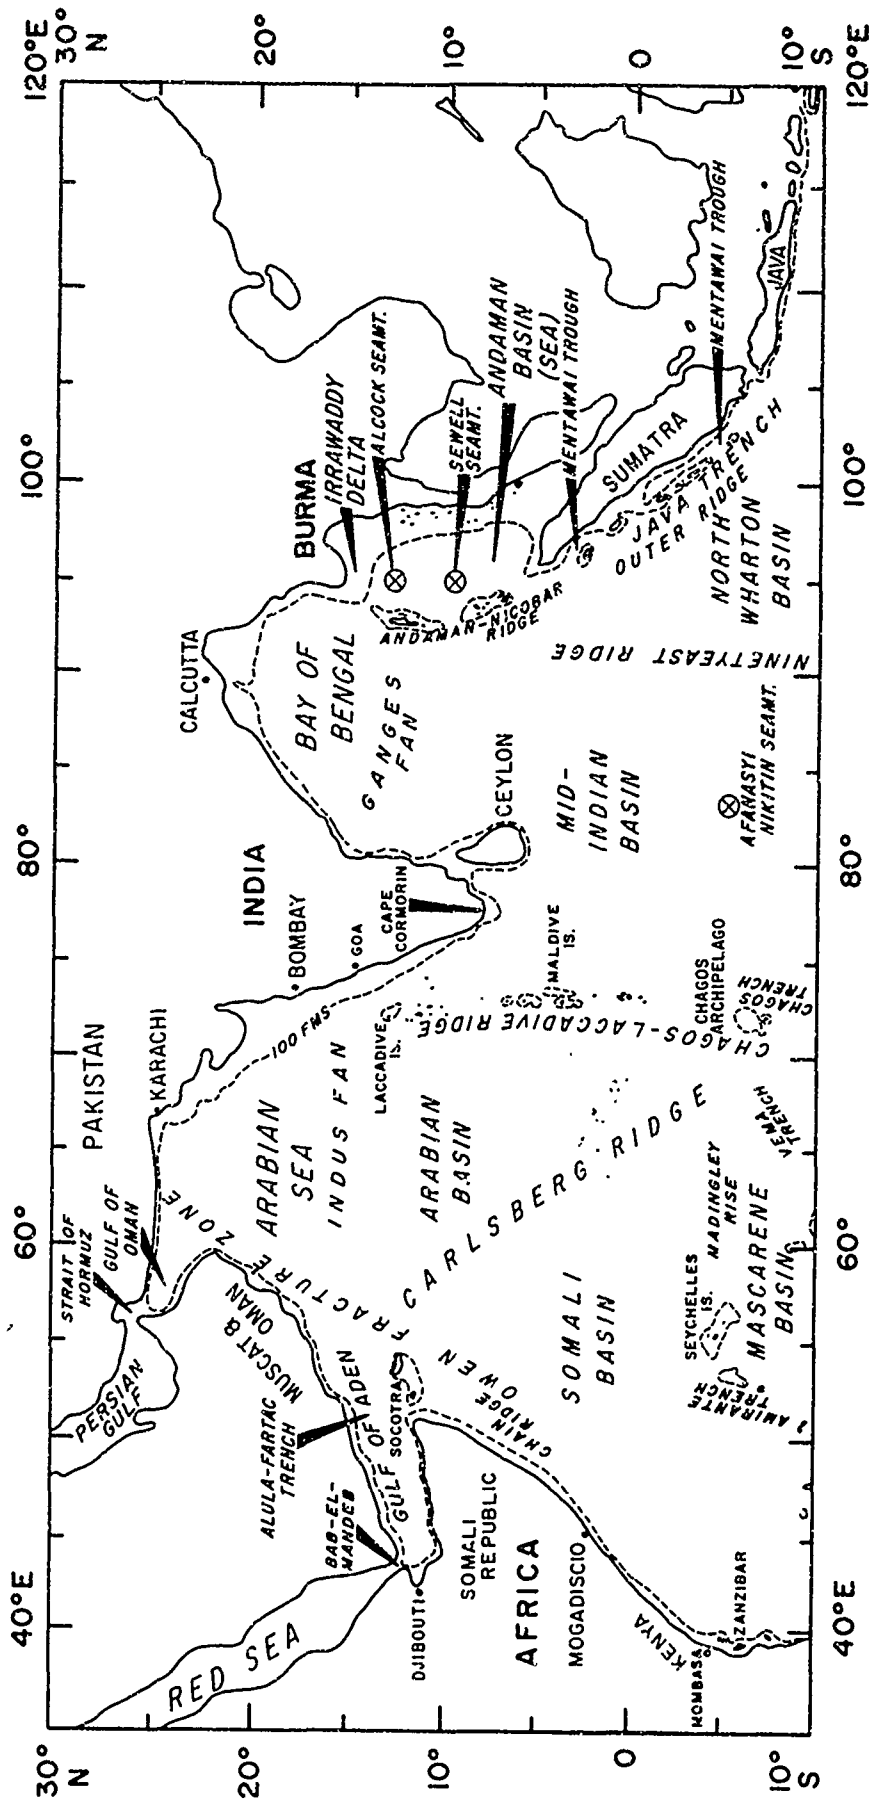 40°E
60°
80°
100°
120°E
30°
N
20°
10°
0
10°
S
30°
N
20°
10°
0
10°
S
40°E
60°
80°
100°
120°E
PERSIAN
GULF
STRAIT OF
HORMUZ
GULF OF
OMAN
PAKISTAN
KARACHI
INDIA
BOMBAY
GOA
CAPE
CORMORIN
CALCUTTA
BURMA
IRRAWADDY
DELTA
ALCOCK SEAMT.
SEWELL
SEAMT.
ANDAMAN
BASIN
(SEA)
MENTAWAI TROUGH
MENTAWAI TROUGH
RED SEA
MUSCAT &
OMAN
ALULA-FARTAC
TRENCH
BAB-EL-
MANDEB
GULF OF ADEN
SOCOTRA
DJIBOUTI
SOMALI
REPUBLIC
AFRICA
MOGADISCIO
KENYA
MOMBASA
ZANZIBAR
OWEN FRACTURE ZONE
CHAIN
RIDGE
ARABIAN
SEA
INDUS FAN
100 FMS
LACCADIVE
IS.
ARABIAN
BASIN
CARLSBERG RIDGE
SOMALI
BASIN
CHAGOS-LACCADIVE RIDGE
MALDIVE
IS.
CHAGOS
ARCHIPELAGO
CHAGOS
TRENCH
VEMA
TRENCH
MADINGLEY
RISE
MASCARENE
BASIN
SEYCHELLES
IS.
AMIRANTE
TRENCH
BAY OF
BENGAL
GANGES
FAN
CEYLON
MID-
INDIAN
BASIN
AFANASYI
NIKITIN SEAMT.
NINETYEAST RIDGE
ANDAMAN-NICOBAR
RIDGE
SUMATRA
JAVA TRENCH
OUTER RIDGE
NORTH
WHARTON
BASIN
JAVA